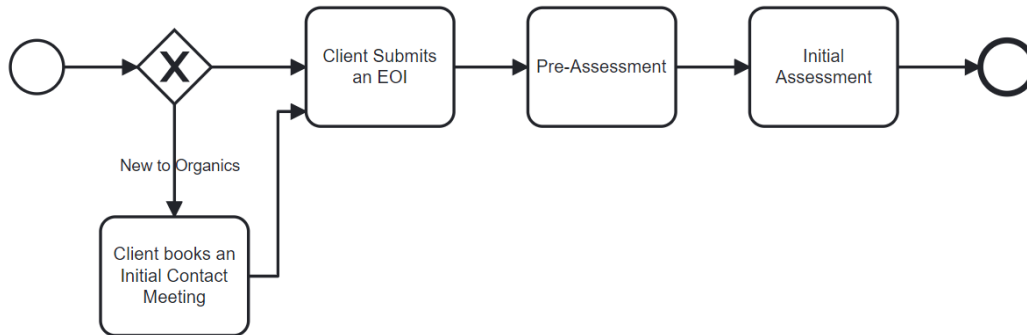 Client Submits
an EOI
Pre-Assessment
Initial
Assessment
New to Organics
Client books an
Initial Contact
Meeting